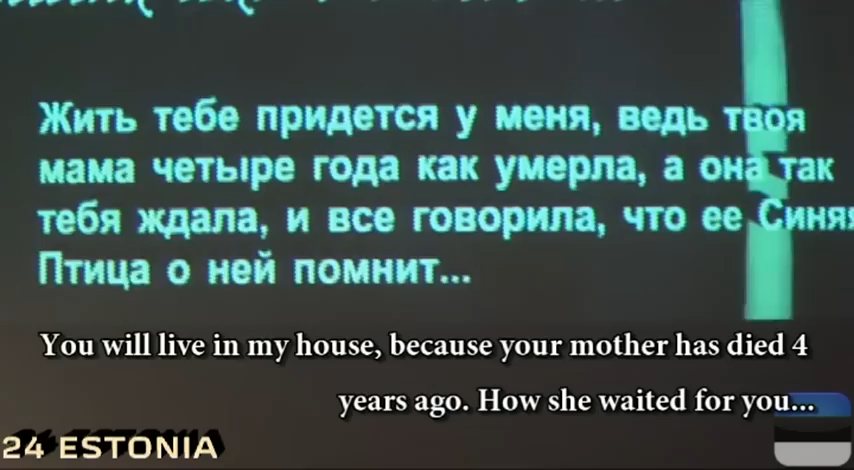 Жить тебе придется у меня, ведь твоя
мама четыре года как умерла, а она так
тебя ждала, и все говорила, что ее Синяя
Птица о ней помнит...
You will live in my house, because your mother has died 4
years ago. How she waited for you...
24 ESTONIA